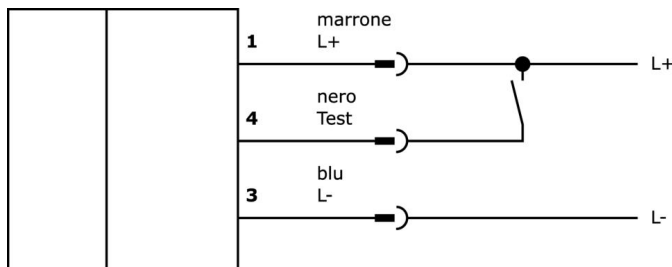 marrone
1 L+ L+
nero
4 Test
blu
3 L- L-